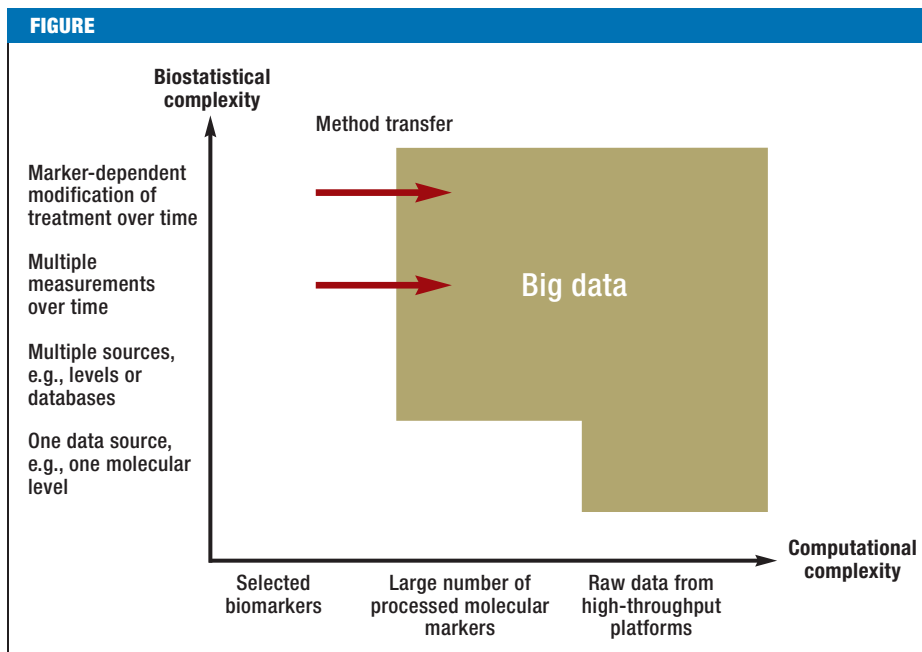 FIGURE
Biostatistical
complexity
Method transfer
Marker-dependent
modification of
treatment over time
Multiple
measurements
over time
Big data
Multiple sources,
e.g., levels or
databases
One data source,
e.g., one molecular
level
Computational
complexity
Selected
biomarkers
Large number of
processed molecular
markers
Raw data from
high-throughput
platforms